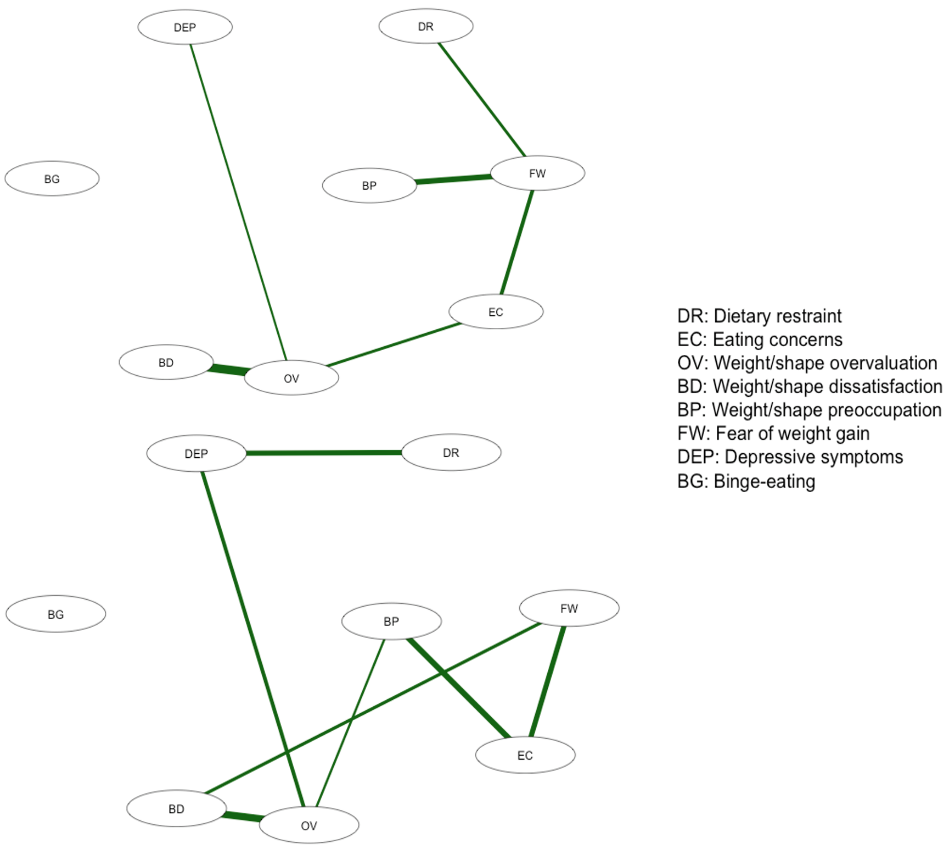 DEP
DR
BG
BP
FW
EC
BD
OV
DR: Dietary restraint
EC: Eating concerns
OV: Weight/shape overvaluation
BD: Weight/shape dissatisfaction
BP: Weight/shape preoccupation
FW: Fear of weight gain
DEP: Depressive symptoms
BG: Binge-eating
DEP
DR
BG
BP
FW
EC
BD
OV